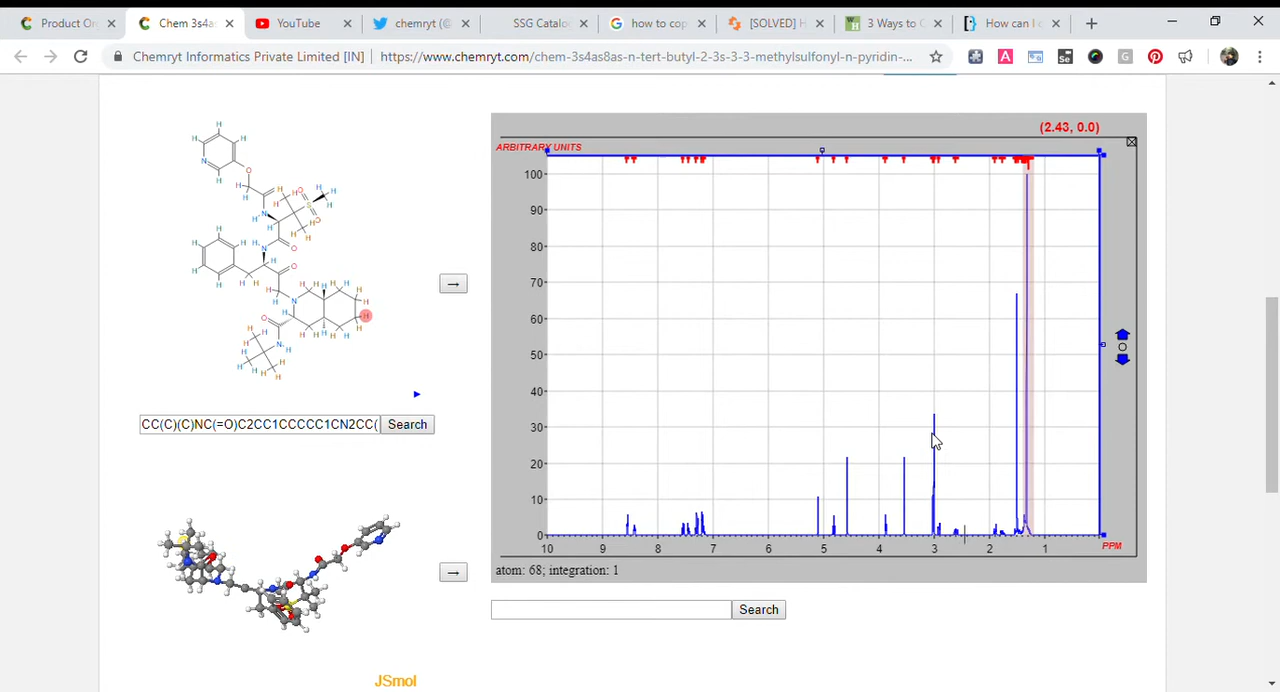 Product On
Chem 3s4a
YouTube
chemryt (@
SSG Catalo
how to cop
[SOLVED] H
3 Ways to C
How can I
Chemryt Informatics Private Limited [IN] | https://www.chemryt.com/chem-3s4as8as-n-tert-butyl-2-3s-3-3-methylsulfonyl-n-pyridin-...
(2.43, 0.0)
ARBITRARY UNITS
100
90
80
70
60
50
40
30
20
10
0
10 9 8 7 6 5 4 3 2 1
PPM
atom: 68; integration: 1
→
CC(C)(C)NC(=O)C2CC1CCCCC1CN2CC( Search
→
Search
JSmol